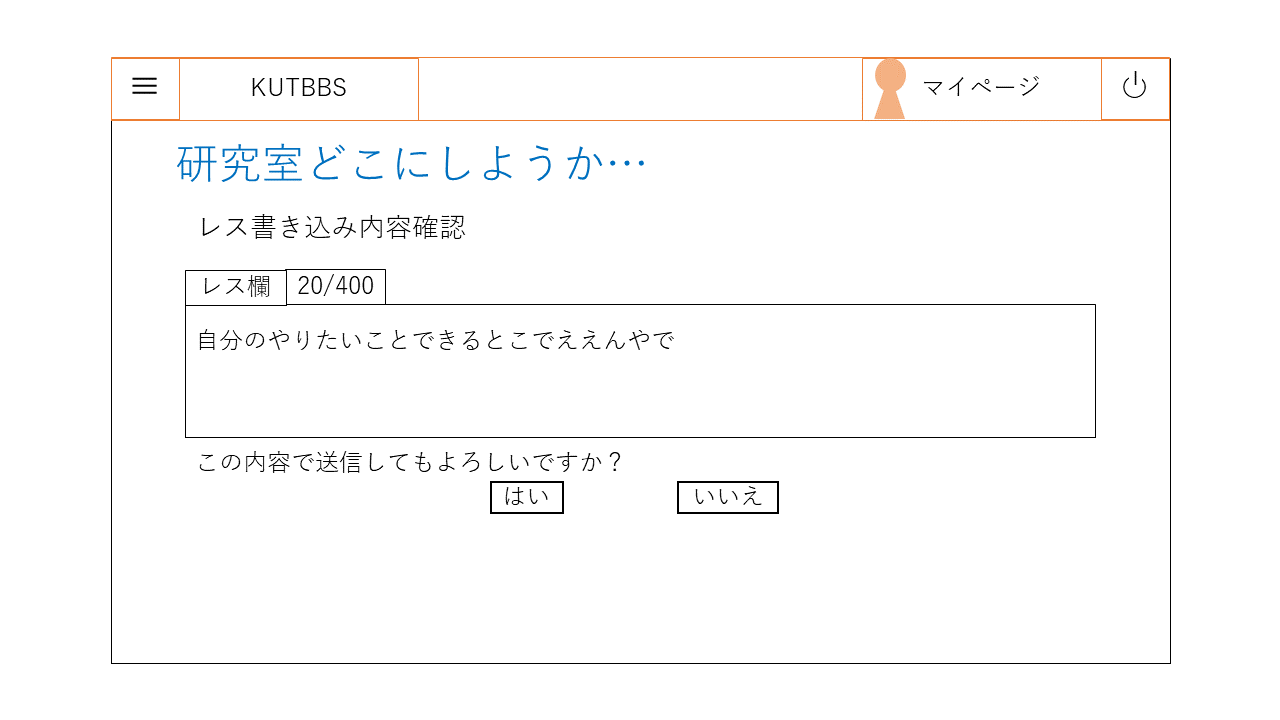 KUTBBS
マイページ
研究室どこにしようか…
レス書き込み内容確認
レス欄 20/400
自分のやりたいことできるとこでええんやで
この内容で送信してもよろしいですか？
はい いいえ